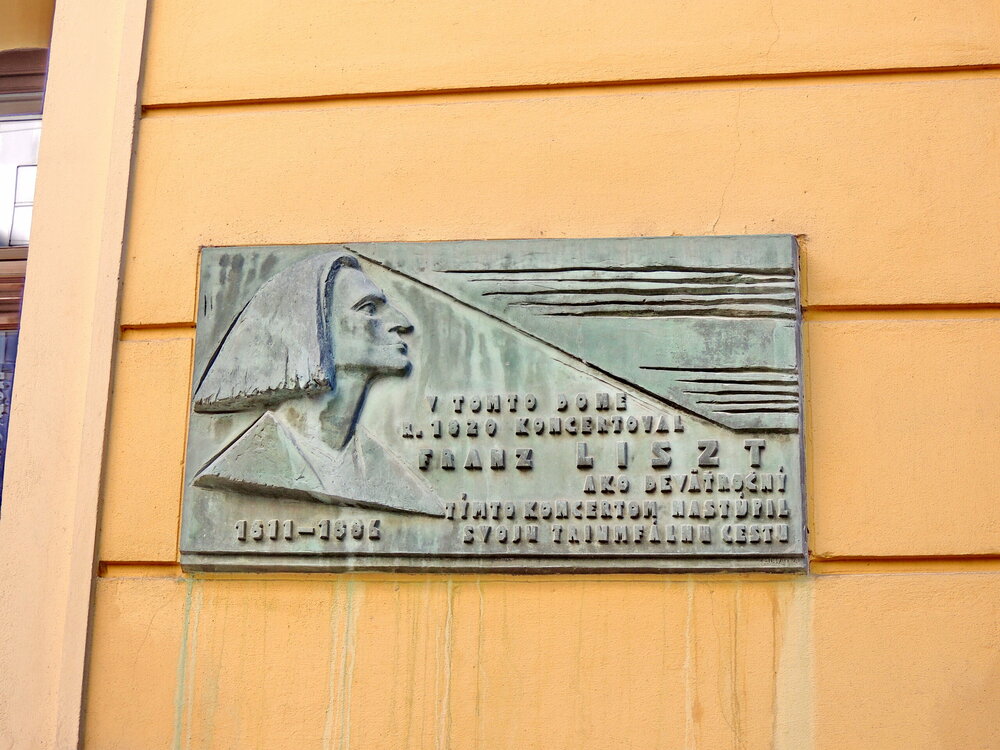 V TOMTO DOME
R. 1820 KONCERTOVAL
FRANZ LISZT
AKO DEVÄŤROČNÝ
TÝMTO KONCERTOM NASTÚPIL
SVOJU TRIUMFÁLNU CESTU
1811–1886